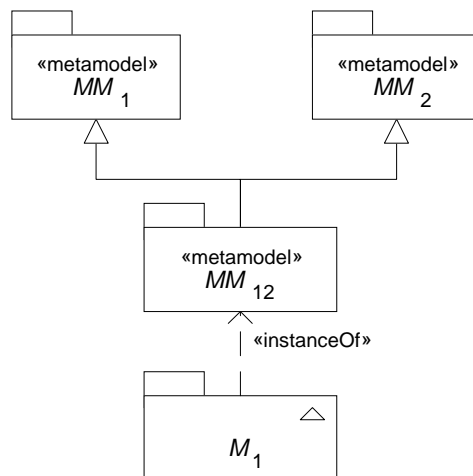 «metamodel» «metamodel»
MM 1 MM 2
«metamodel»
MM 12
«instanceOf»
M 1